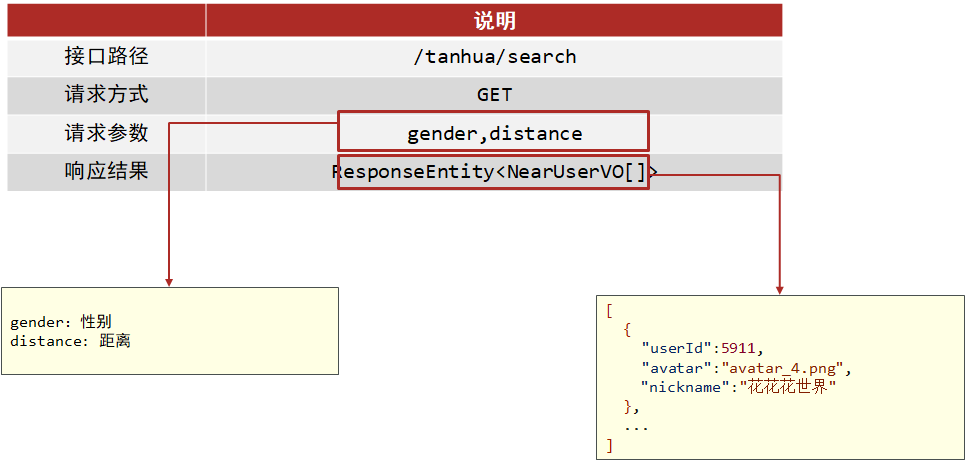 说明
接口路径 /tanhua/search
请求方式 GET
请求参数 gender,distance
响应结果 ResponseEntity<NearUserVO[]>
gender：性别
distance：距离
[
{
"userId":5911,
"avatar":"avatar_4.png",
"nickname":"花花花世界"
},
...
]